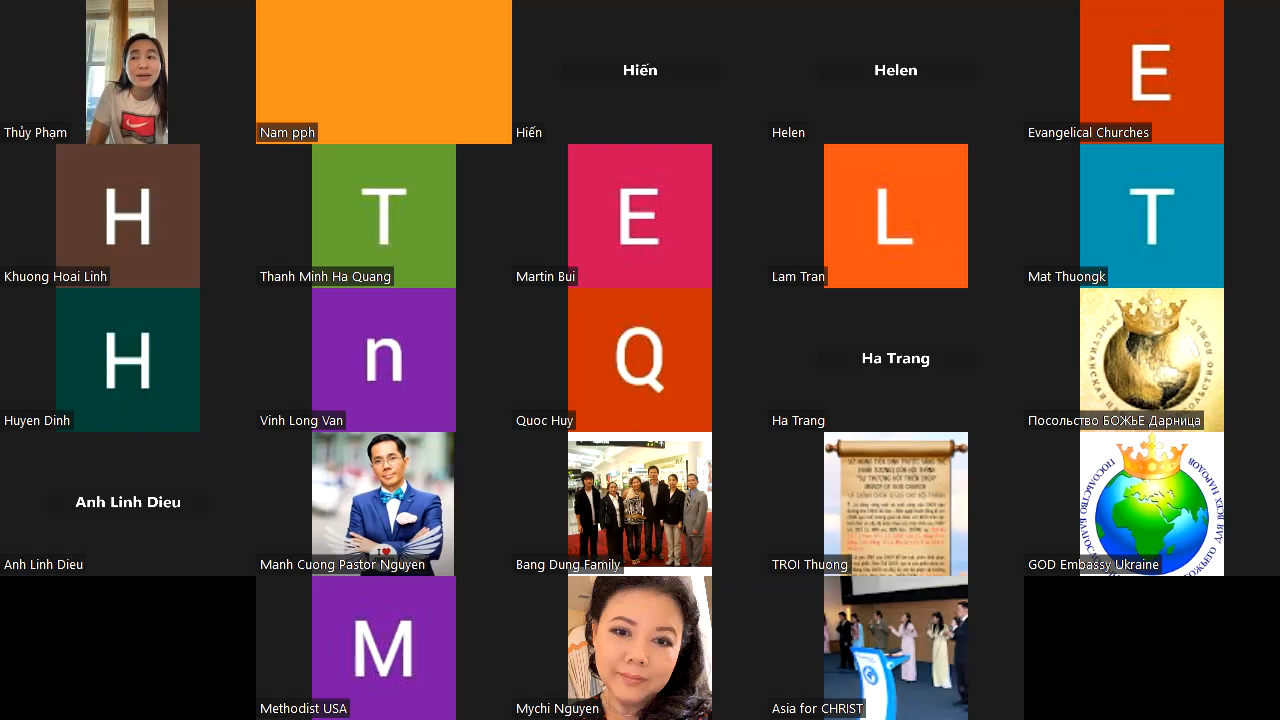 Thủy Phạm
Nam pph
Hiến
Hiến
Helen
Helen
E
Evangelical Churches
H
Khuong Hoai Linh
T
Thanh Minh Ha Quang
E
Martin Bui
L
Lam Tran
T
Mat Thuongk
H
Huyen Dinh
n
Vinh Long Van
Q
Quoc Huy
Ha Trang
Ha Trang
Посольство БОЖЬЕ Дарница
Anh Linh Dieu
Anh Linh Dieu
I
Manh Cuong Pastor Nguyen
Bang Dung Family
TROI Thuong
GOD Embassy Ukraine
M
Methodist USA
Mychi Nguyen
Asia for CHRIST